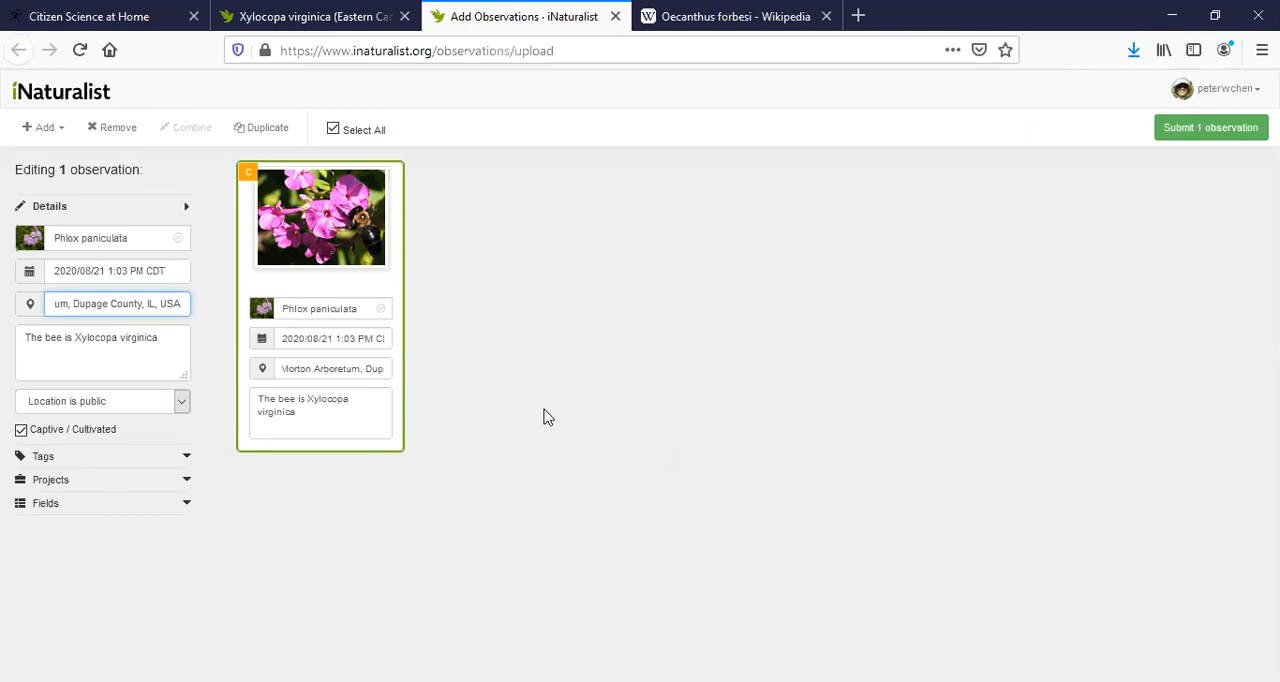 Citizen Science at Home
Xylocopa virginica (Eastern Car
Add Observations · iNaturalist
W Oecanthus forbesi - Wikipedia
https://www.inaturalist.org/observations/upload
iNaturalist
peterwchen
Add
Remove
Combine
Duplicate
Select All
Submit 1 observation
Editing 1 observation:
Details
Phlox paniculata
2020/08/21 1:03 PM CDT
um, Dupage County, IL, USA
The bee is Xylocopa virginica
Location is public
Captive / Cultivated
Tags
Projects
Fields
C
Phlox paniculata
2020/08/21 1:03 PM CI
Morton Arboretum, Dup
The bee is Xylocopa
virginica